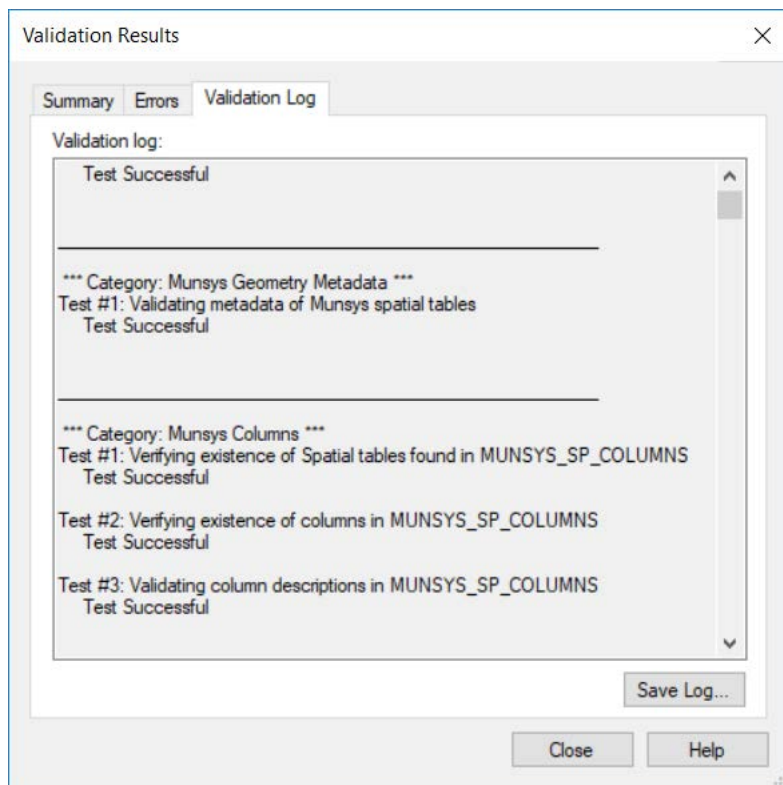 Validation Results
Summary Errors Validation Log
Validation log:
Test Successful
*** Category: Munsys Geometry Metadata ***
Test #1: Validating metadata of Munsys spatial tables
Test Successful
*** Category: Munsys Columns ***
Test #1: Verifying existence of Spatial tables found in MUNSYS_SP_COLUMNS
Test Successful
Test #2: Verifying existence of columns in MUNSYS_SP_COLUMNS
Test Successful
Test #3: Validating column descriptions in MUNSYS_SP_COLUMNS
Test Successful
Save Log...
Close Help